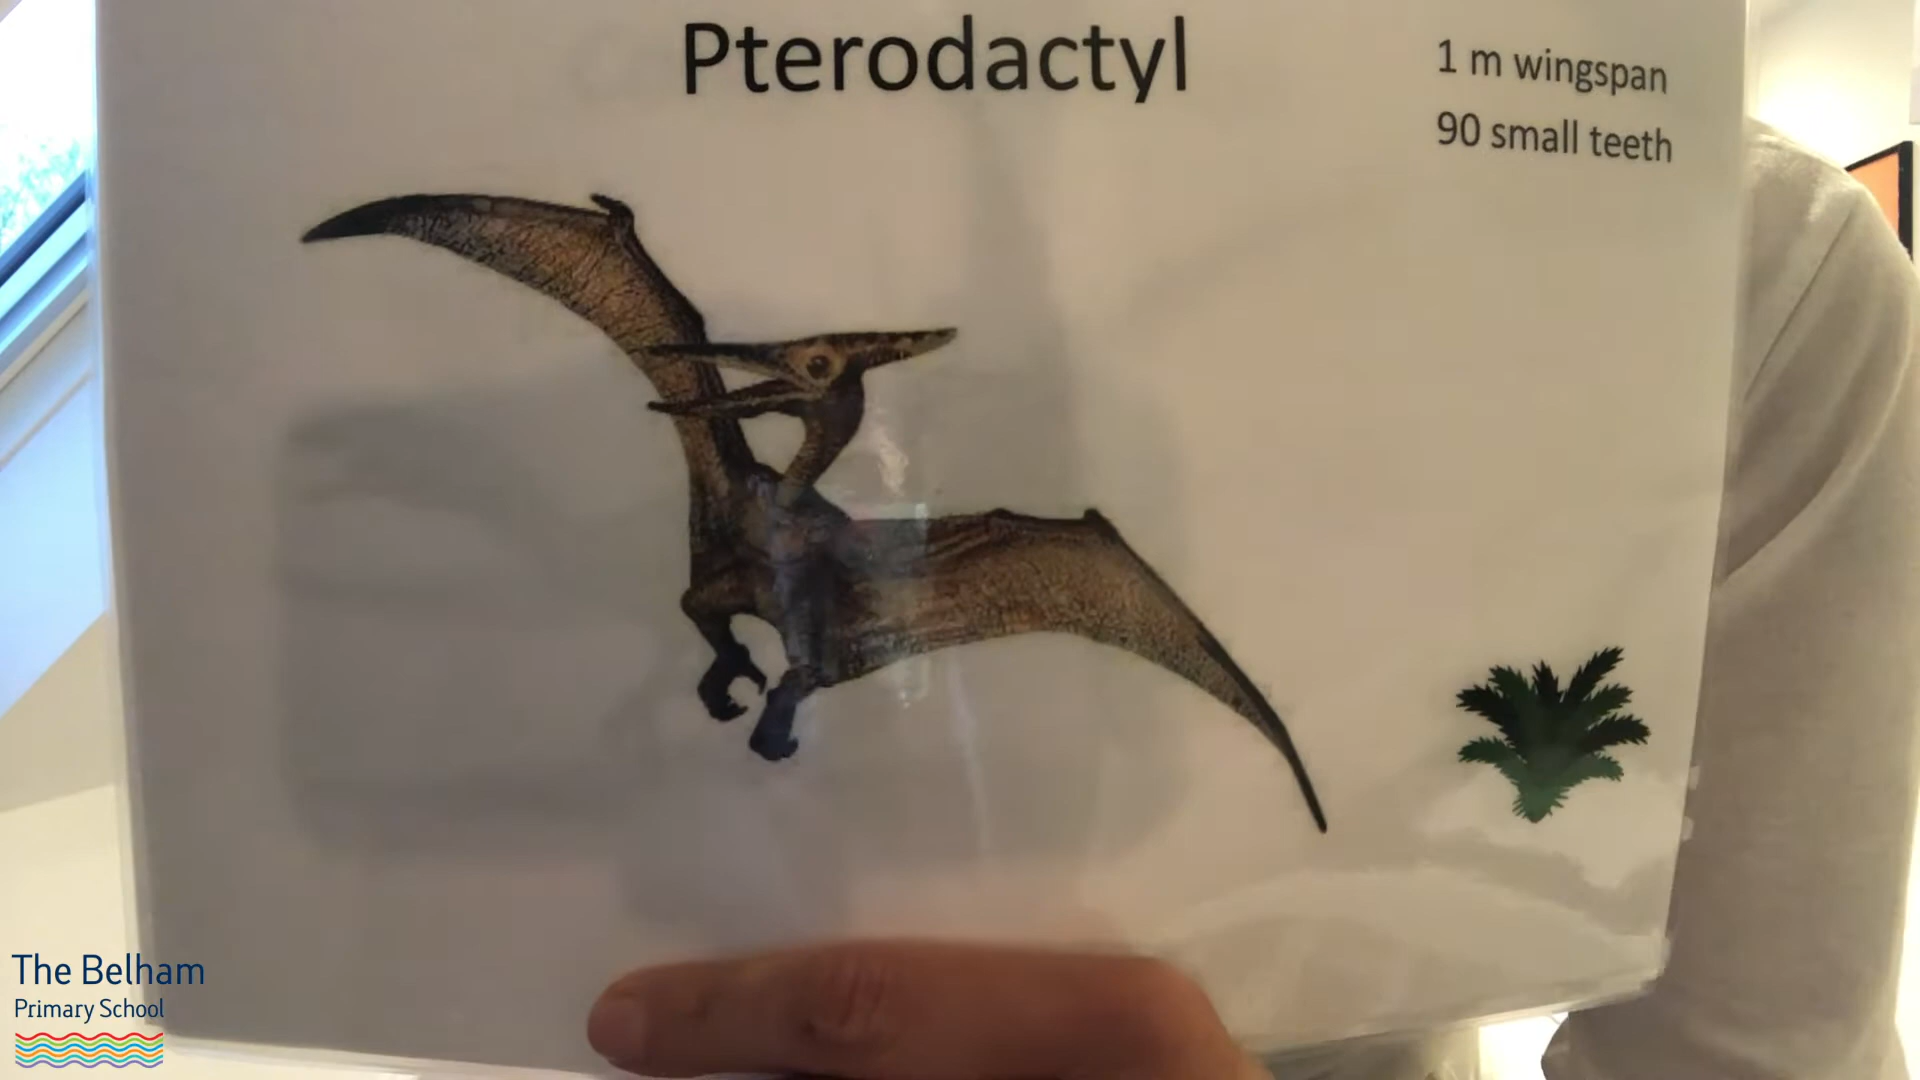 Pterodactyl
1 m wingspan
90 small teeth
The Belham
Primary School